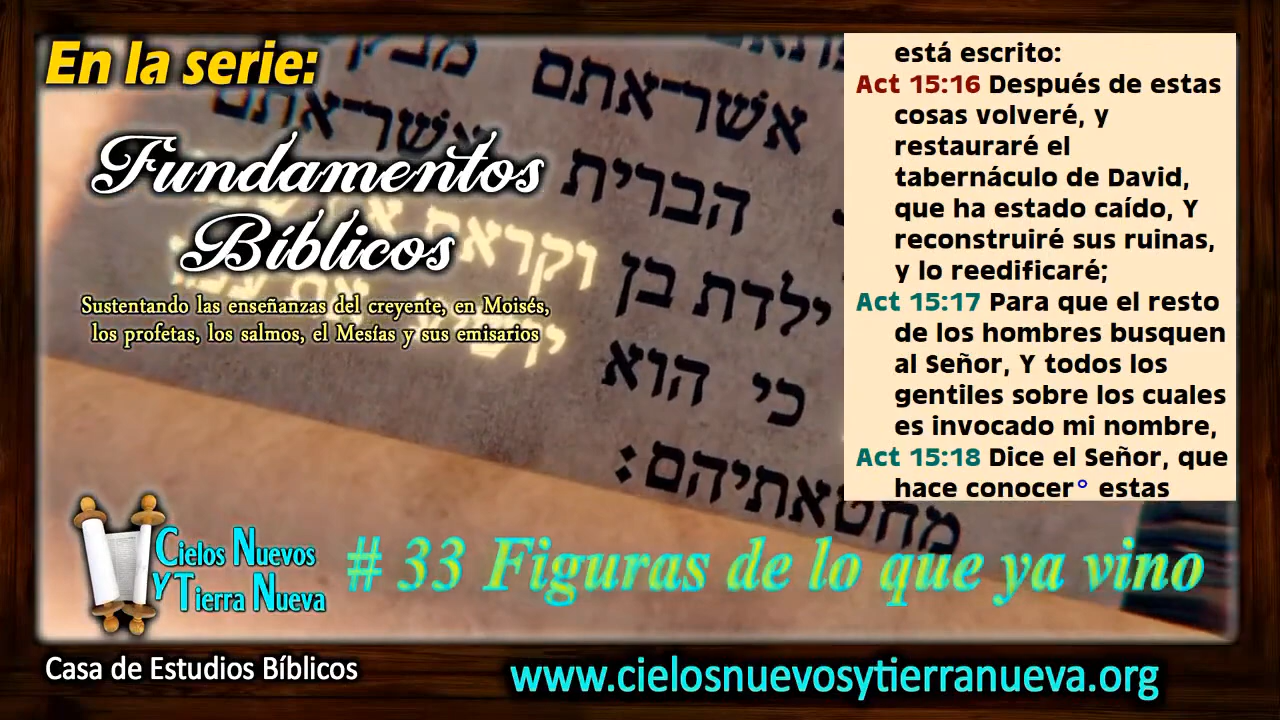 En la serie:
Fundamentos
Bíblicos
Sustentando las enseñanzas del creyente, en Moisés,
los profetas, los salmos, el Mesías y sus emisarios
אשר־אתם
אשר־אתם
הברית
וקראת
ילדת בן
כי הוא
מחטאתיהם:
está escrito:
Act 15:16 Después de estas
cosas volveré, y
restauraré el
tabernáculo de David,
que ha estado caído, Y
reconstruiré sus ruinas,
y lo reedificaré;
Act 15:17 Para que el resto
de los hombres busquen
al Señor, Y todos los
gentiles sobre los cuales
es invocado mi nombre,
Act 15:18 Dice el Señor, que
hace conocer° estas
Cielos Nuevos
Y Tierra Nueva
# 33 Figuras de lo que ya vino
Casa de Estudios Bíblicos
www.cielosnuevosytierranueva.org